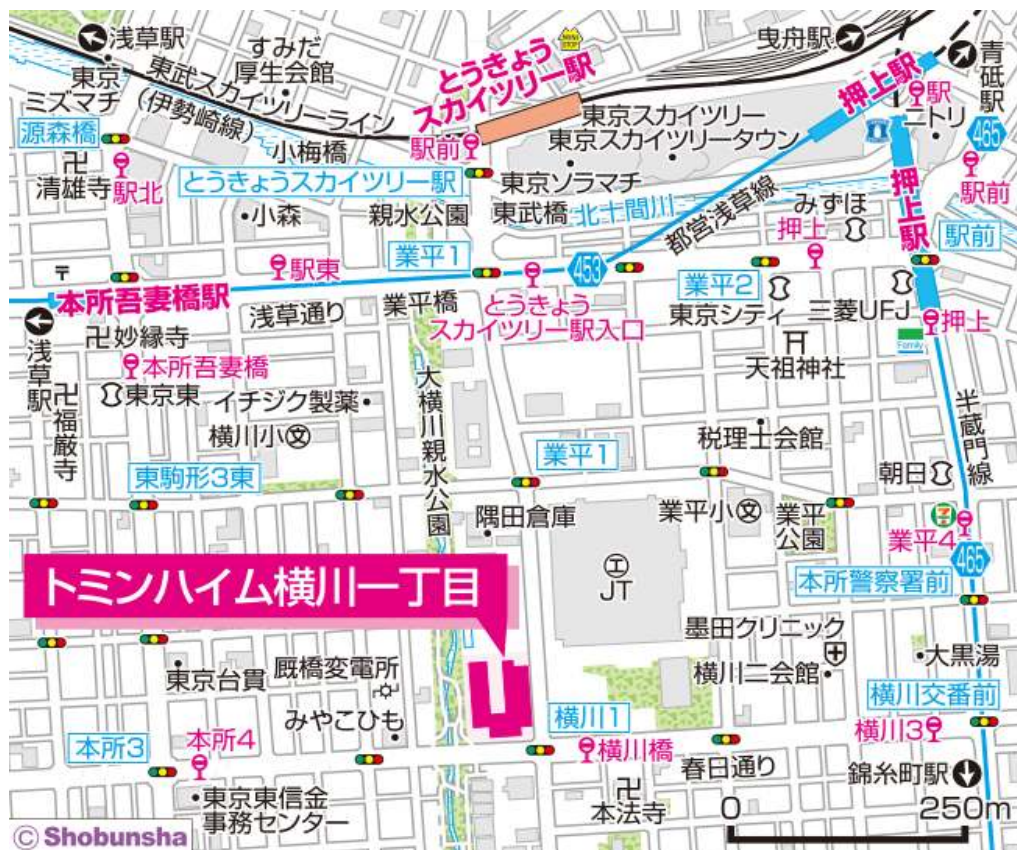 浅草駅
東京
ミズマチ
すみだ
厚生会館
東武スカイツリーライン
(伊勢崎線)
とうきょう
スカイツリー駅
MINI STOP
曳舟駅
青砥駅
押上駅
駅
ニトリ
465
駅前
源森橋
卍
清雄寺
駅北
小梅橋
駅前
とうきょうスカイツリー駅
東京スカイツリー
東京スカイツリータウン
東京ソラマチ
東武橋
北十間川
都営浅草線
みずほ
押上
押上駅
駅前
小森
親水公園
〒
駅東
業平1
453
業平2
本所吾妻橋駅
浅草通り
業平橋
とうきょう
スカイツリー駅入口
東京シティ
三菱UFJ
押上
Family
浅草駅
卍妙縁寺
本所吾妻橋
天祖神社
卍福厳寺
東京東
イチジク製薬
横川小文
大横川親水公園
税理士会館
半蔵門線
東駒形3東
業平1
朝日
隅田倉庫
業平小文
業平
公園
7
業平4
工
JT
465
本所警察署前
トミンハイム横川一丁目
墨田クリニック
東京台貫
厩橋変電所
横川二会館
大黒湯
みやこひも
横川1
横川交番前
本所3
本所4
横川橋
横川3
春日通り
錦糸町駅
東京東信金
事務センター
卍
本法寺
0 250m
© Shobunsha